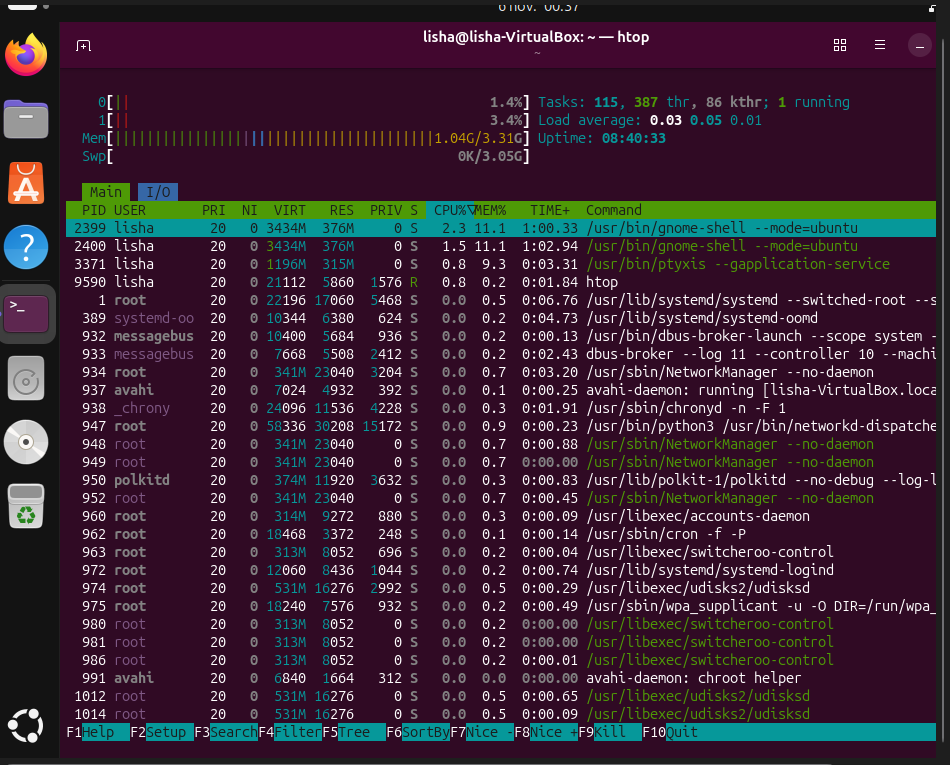 6 nov. 00:37
lisha@lisha-VirtualBox: ~ — htop
~
0[|| 1.4%] Tasks: 115, 387 thr, 86 kthr; 1 running
1[|| 3.4%] Load average: 0.03 0.05 0.01
Mem[||||||||||||||||||||||||||||||||||||||||1.04G/3.31G] Uptime: 08:40:33
Swp[ 0K/3.05G]
Main I/O
PID USER PRI NI VIRT RES PRIV S CPU%▽MEM% TIME+ Command
2399 lisha 20 0 3434M 376M 0 S 2.3 11.1 1:00.33 /usr/bin/gnome-shell --mode=ubuntu
2400 lisha 20 0 3434M 376M 0 S 1.5 11.1 1:02.94 /usr/bin/gnome-shell --mode=ubuntu
3371 lisha 20 0 1196M 315M 0 S 0.8 9.3 0:03.31 /usr/bin/ptyxis --gapplication-service
9590 lisha 20 0 21112 5860 1576 R 0.8 0.2 0:01.84 htop
1 root 20 0 22196 17060 5468 S 0.0 0.5 0:06.76 /usr/lib/systemd/systemd --switched-root --s
389 systemd-oo 20 0 10344 6380 624 S 0.0 0.2 0:04.73 /usr/lib/systemd/systemd-oomd
932 messagebus 20 0 10400 5684 936 S 0.0 0.2 0:00.13 /usr/bin/dbus-broker-launch --scope system -
933 messagebus 20 0 7668 5508 2412 S 0.0 0.2 0:02.43 dbus-broker --log 11 --controller 10 --machi
934 root 20 0 341M 23040 3204 S 0.0 0.7 0:03.20 /usr/sbin/NetworkManager --no-daemon
937 avahi 20 0 7024 4932 392 S 0.0 0.1 0:00.25 avahi-daemon: running [lisha-VirtualBox.loca
938 _chrony 20 0 24096 11536 4228 S 0.0 0.3 0:01.91 /usr/sbin/chronyd -n -F 1
947 root 20 0 58336 30208 15172 S 0.0 0.9 0:00.23 /usr/bin/python3 /usr/bin/networkd-dispatche
948 root 20 0 341M 23040 0 S 0.0 0.7 0:00.88 /usr/sbin/NetworkManager --no-daemon
949 root 20 0 341M 23040 0 S 0.0 0.7 0:00.00 /usr/sbin/NetworkManager --no-daemon
950 polkitd 20 0 374M 11920 3632 S 0.0 0.3 0:00.83 /usr/lib/polkit-1/polkitd --no-debug --log-l
952 root 20 0 341M 23040 0 S 0.0 0.7 0:00.45 /usr/sbin/NetworkManager --no-daemon
960 root 20 0 314M 9272 880 S 0.0 0.3 0:00.09 /usr/libexec/accounts-daemon
962 root 20 0 18468 3372 248 S 0.0 0.1 0:00.14 /usr/sbin/cron -f -P
963 root 20 0 313M 8052 696 S 0.0 0.2 0:00.04 /usr/libexec/switcheroo-control
972 root 20 0 12060 8436 1044 S 0.0 0.2 0:00.74 /usr/lib/systemd/systemd-logind
974 root 20 0 531M 16276 2992 S 0.0 0.5 0:00.29 /usr/libexec/udisks2/udisksd
975 root 20 0 18240 7576 932 S 0.0 0.2 0:00.49 /usr/sbin/wpa_supplicant -u -O DIR=/run/wpa_
980 root 20 0 313M 8052 0 S 0.0 0.2 0:00.00 /usr/libexec/switcheroo-control
981 root 20 0 313M 8052 0 S 0.0 0.2 0:00.00 /usr/libexec/switcheroo-control
986 root 20 0 313M 8052 0 S 0.0 0.2 0:00.01 /usr/libexec/switcheroo-control
991 avahi 20 0 6840 1664 312 S 0.0 0.0 0:00.00 avahi-daemon: chroot helper
1012 root 20 0 531M 16276 0 S 0.0 0.5 0:00.65 /usr/libexec/udisks2/udisksd
1014 root 20 0 531M 16276 0 S 0.0 0.5 0:00.09 /usr/libexec/udisks2/udisksd
F1Help F2Setup F3SearchF4FilterF5Tree F6SortByF7Nice -F8Nice +F9Kill F10Quit